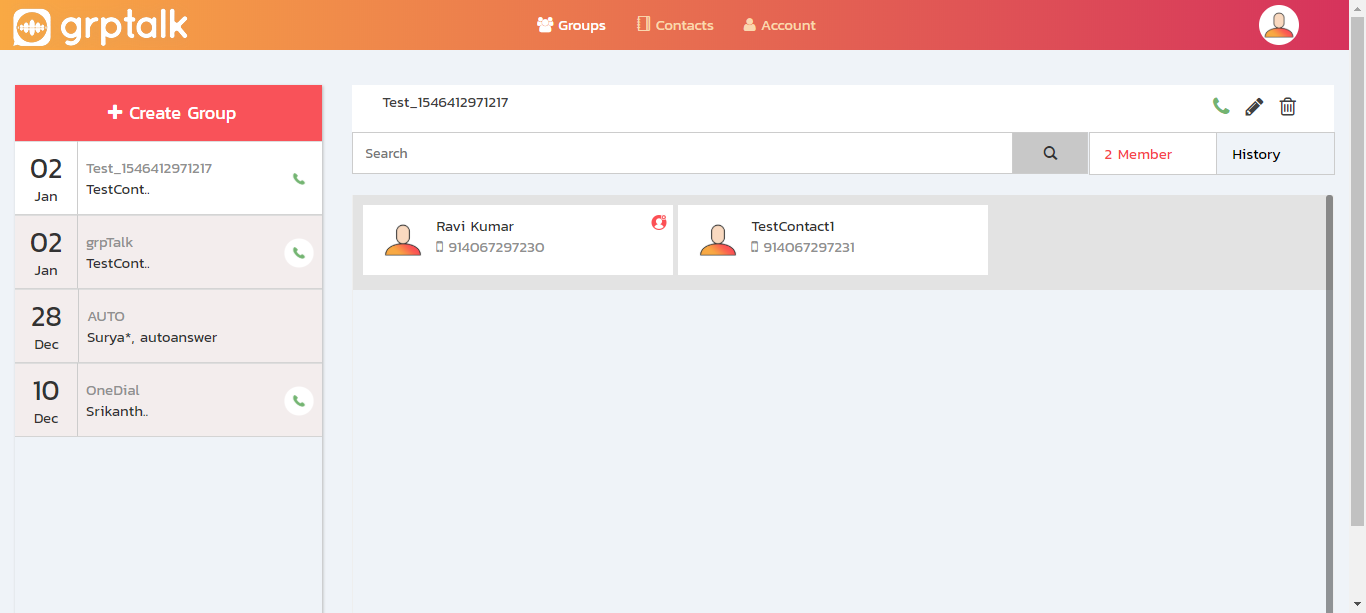 grptalk
Groups
Contacts
Account
Create Group
02
Jan
Test_1546412971217
TestCont..
02
Jan
grpTalk
TestCont..
28
Dec
AUTO
Surya*, autoanswer
10
Dec
OneDial
Srikanth..
Test_1546412971217
Search
2 Member
History
Ravi Kumar
914067297230
TestContact1
914067297231